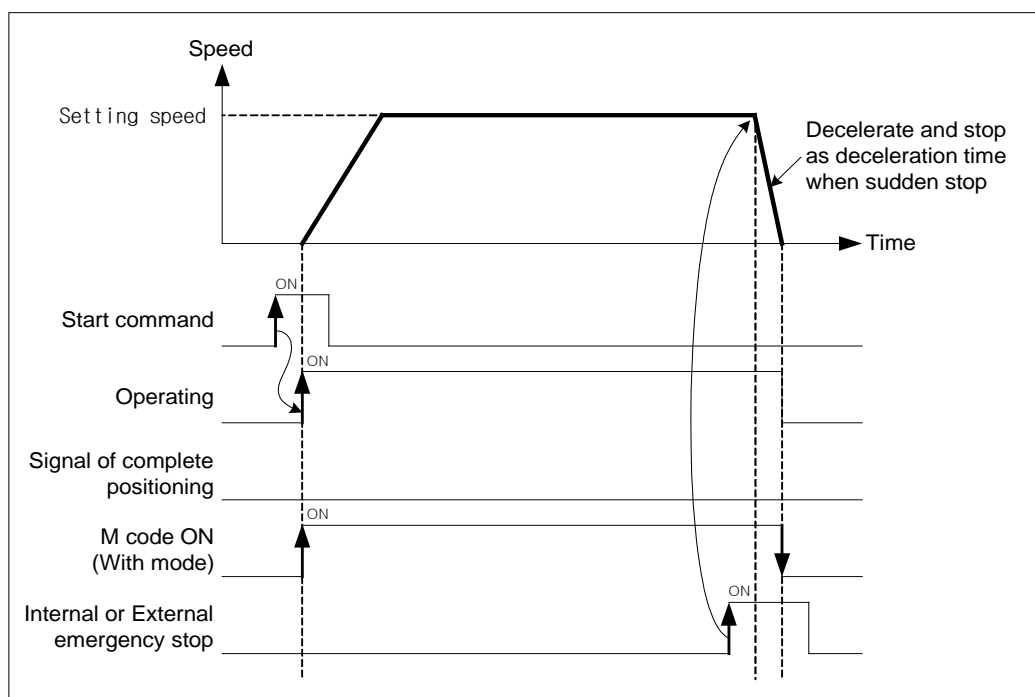 Speed
Setting speed
Decelerate and stop
as deceleration time
when sudden stop
Time
ON
Start command
ON
Operating
Signal of complete
positioning
ON
M code ON
(With mode)
ON
Internal or External
emergency stop